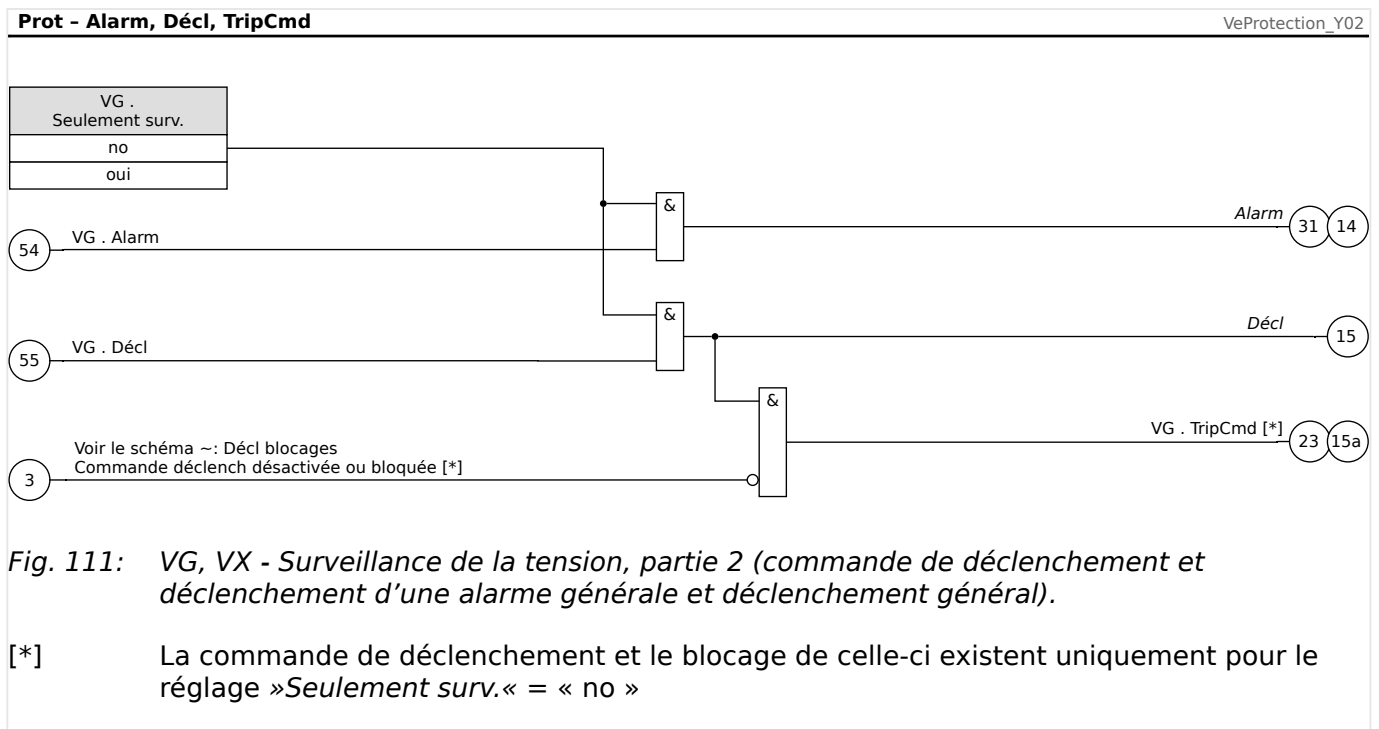 Prot – Alarm, Décl, TripCmd
VeProtection_Y02
VG .
Seulement surv.
no
oui
&
Alarm
31
14
54
VG . Alarm
&
Décl
15
55
VG . Décl
&
VG . TripCmd [*]
23
15a
Voir le schéma ~: Décl blocages
Commande déclench désactivée ou bloquée [*]
3
Fig. 111: VG, VX - Surveillance de la tension, partie 2 (commande de déclenchement et
déclenchement d’une alarme générale et déclenchement général).
[*] La commande de déclenchement et le blocage de celle-ci existent uniquement pour le
réglage »Seulement surv.« = « no »